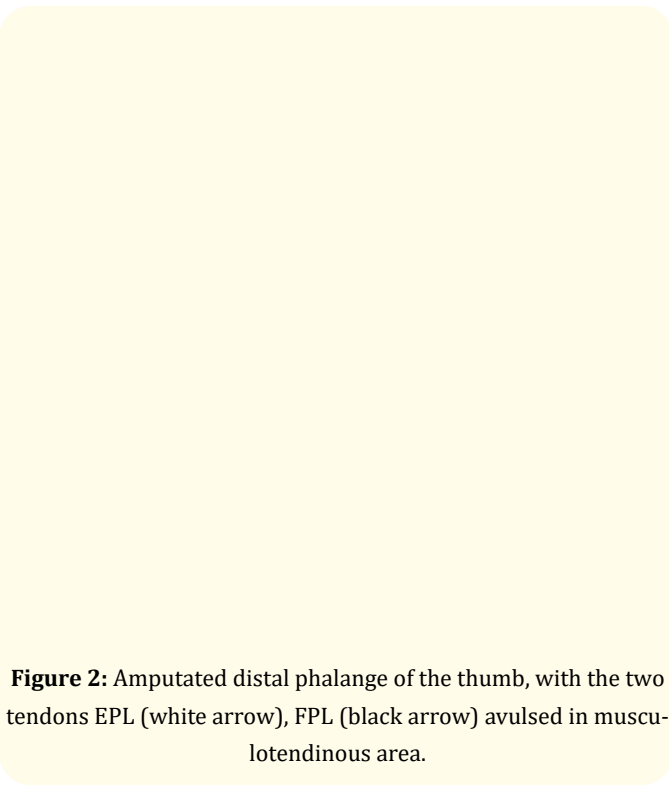 Figure 2: Amputated distal phalange of the thumb, with the two
tendons EPL (white arrow), FPL (black arrow) avulsed in muscu-
lotendinous area.